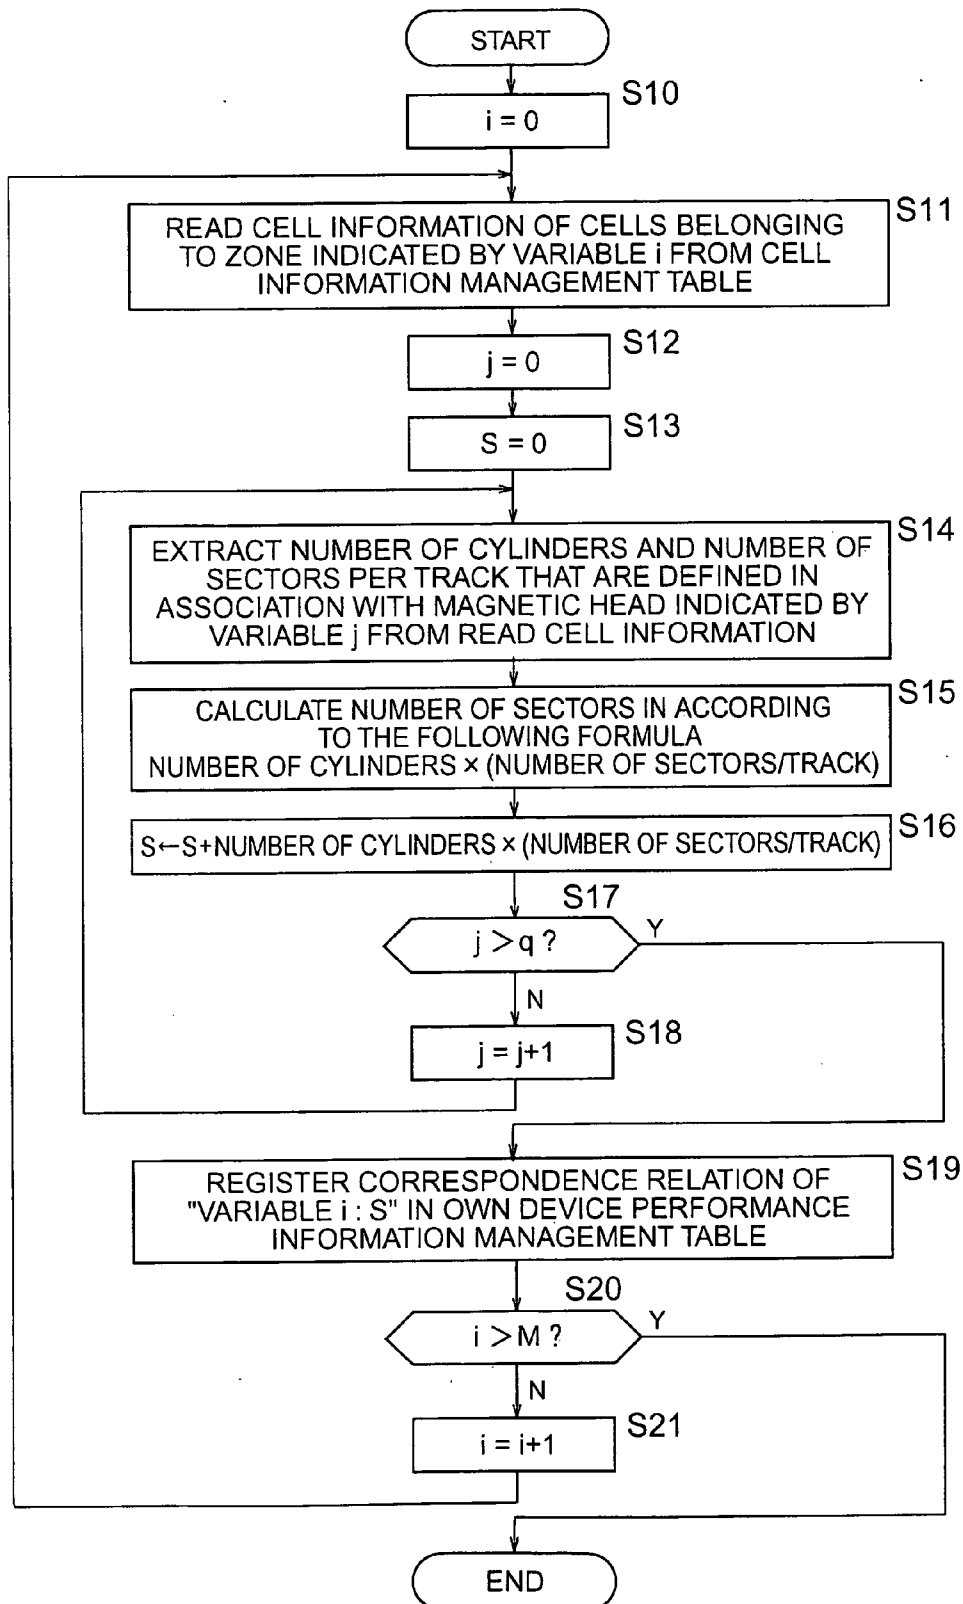 START
S10
i = 0
S11
READ CELL INFORMATION OF CELLS BELONGING
TO ZONE INDICATED BY VARIABLE i FROM CELL
INFORMATION MANAGEMENT TABLE
S12
j = 0
S13
S = 0
S14
EXTRACT NUMBER OF CYLINDERS AND NUMBER OF
SECTORS PER TRACK THAT ARE DEFINED IN
ASSOCIATION WITH MAGNETIC HEAD INDICATED BY
VARIABLE j FROM READ CELL INFORMATION
S15
CALCULATE NUMBER OF SECTORS IN ACCORDING
TO THE FOLLOWING FORMULA
NUMBER OF CYLINDERS × (NUMBER OF SECTORS/TRACK)
S16
S←S+NUMBER OF CYLINDERS × (NUMBER OF SECTORS/TRACK)
S17
j > q ?
Y
N
S18
j = j+1
S19
REGISTER CORRESPONDENCE RELATION OF
"VARIABLE i : S" IN OWN DEVICE PERFORMANCE
INFORMATION MANAGEMENT TABLE
S20
i > M ?
Y
N
S21
i = i+1
END